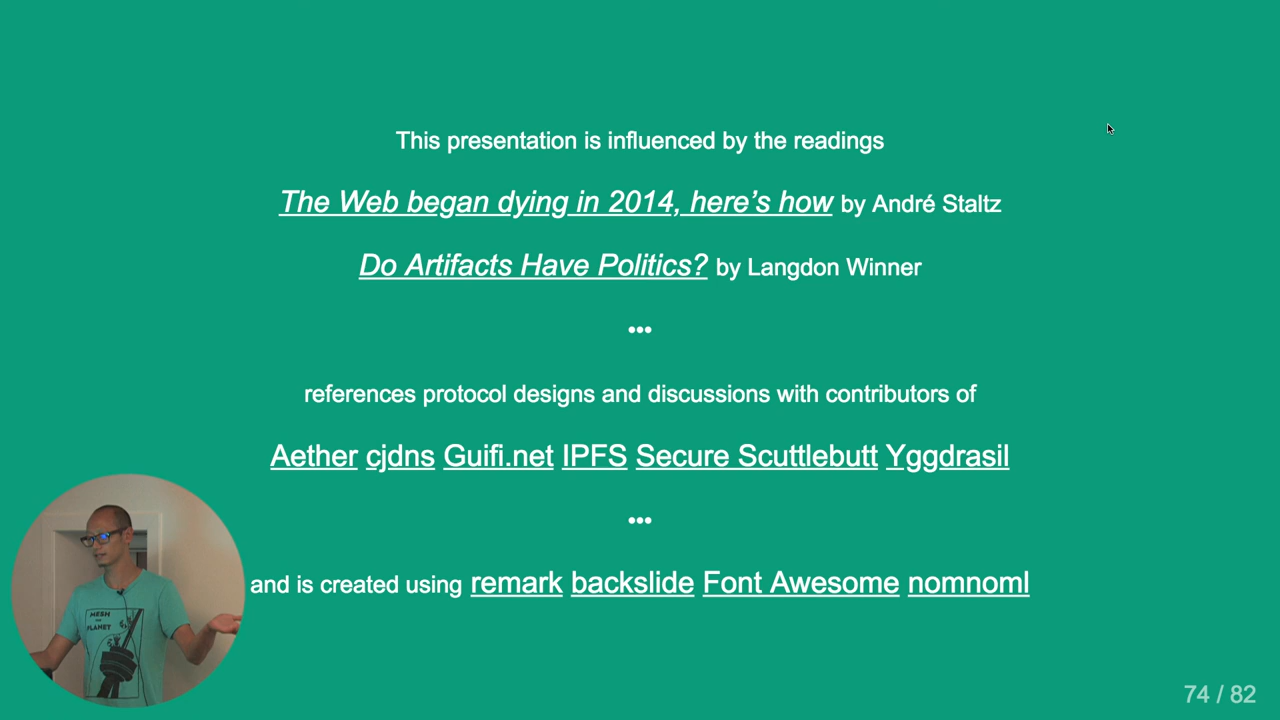 This presentation is influenced by the readings
The Web began dying in 2014, here’s how by André Staltz
Do Artifacts Have Politics? by Langdon Winner
•••
references protocol designs and discussions with contributors of
Aether cjdns Guifi.net IPFS Secure Scuttlebutt Yggdrasil
•••
and is created using remark backslide Font Awesome nomnoml
MESH
PLANET
74 / 82